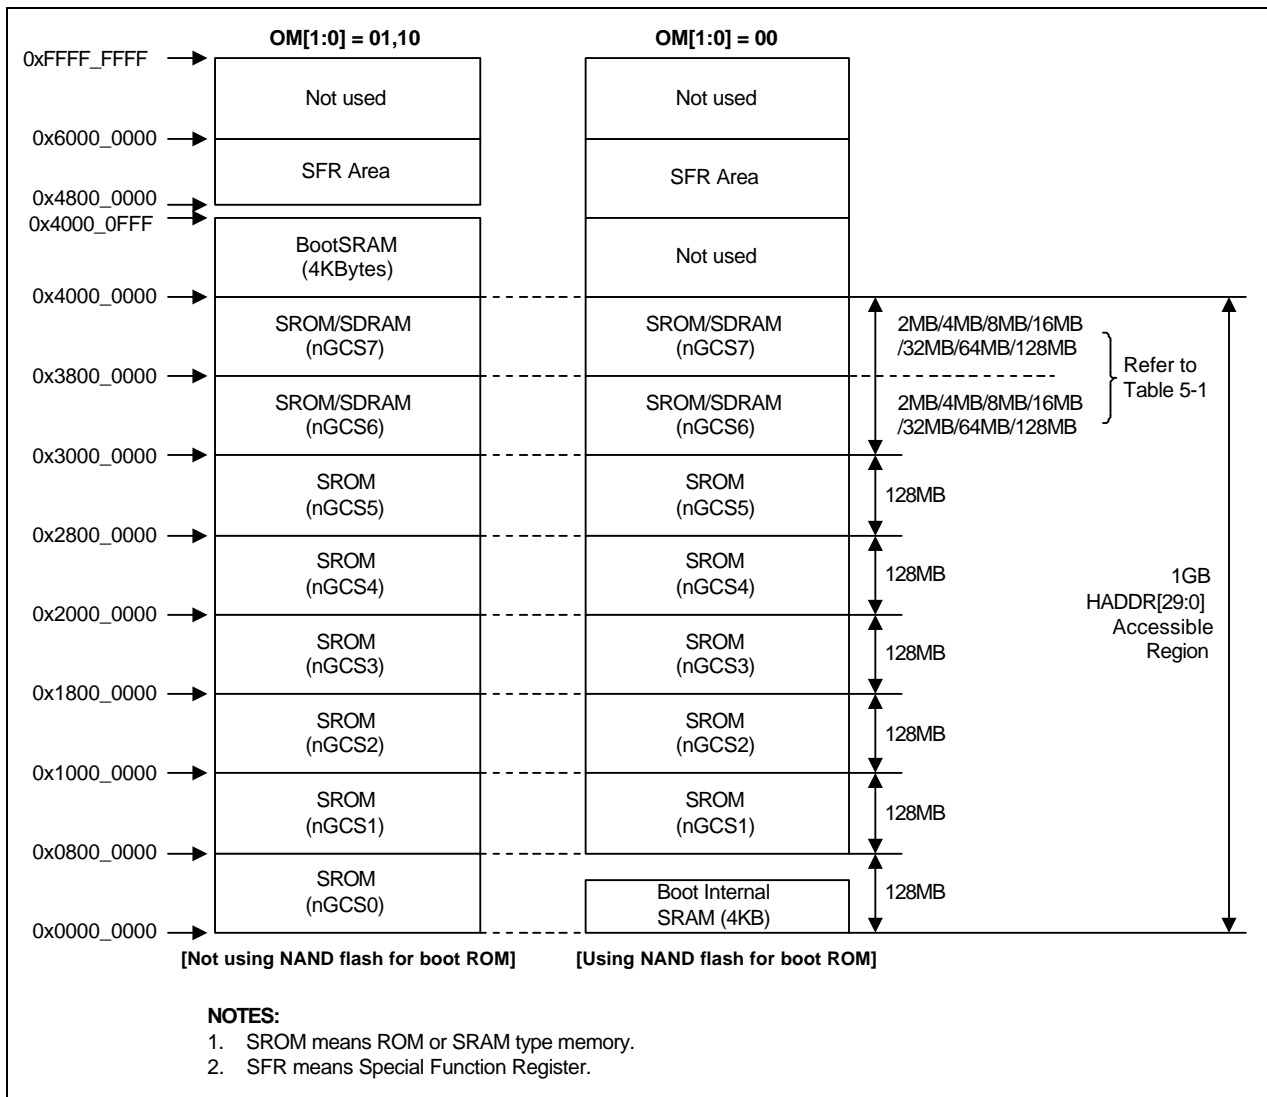 OM[1:0] = 01,10
OM[1:0] = 00
0xFFFF_FFFF
Not used
Not used
0x6000_0000
SFR Area
SFR Area
0x4800_0000
0x4000_0FFF
BootSRAM
(4KBytes)
Not used
0x4000_0000
SROM/SDRAM
(nGCS7)
SROM/SDRAM
(nGCS7)
2MB/4MB/8MB/16MB
/32MB/64MB/128MB
Refer to
Table 5-1
0x3800_0000
SROM/SDRAM
(nGCS6)
SROM/SDRAM
(nGCS6)
2MB/4MB/8MB/16MB
/32MB/64MB/128MB
0x3000_0000
SROM
(nGCS5)
SROM
(nGCS5)
128MB
0x2800_0000
SROM
(nGCS4)
SROM
(nGCS4)
128MB
1GB
HADDR[29:0]
Accessible
Region
0x2000_0000
SROM
(nGCS3)
SROM
(nGCS3)
128MB
0x1800_0000
SROM
(nGCS2)
SROM
(nGCS2)
128MB
0x1000_0000
SROM
(nGCS1)
SROM
(nGCS1)
128MB
0x0800_0000
SROM
(nGCS0)
Boot Internal
SRAM (4KB)
128MB
0x0000_0000
[Not using NAND flash for boot ROM]
[Using NAND flash for boot ROM]
NOTES:
1. SROM means ROM or SRAM type memory.
2. SFR means Special Function Register.